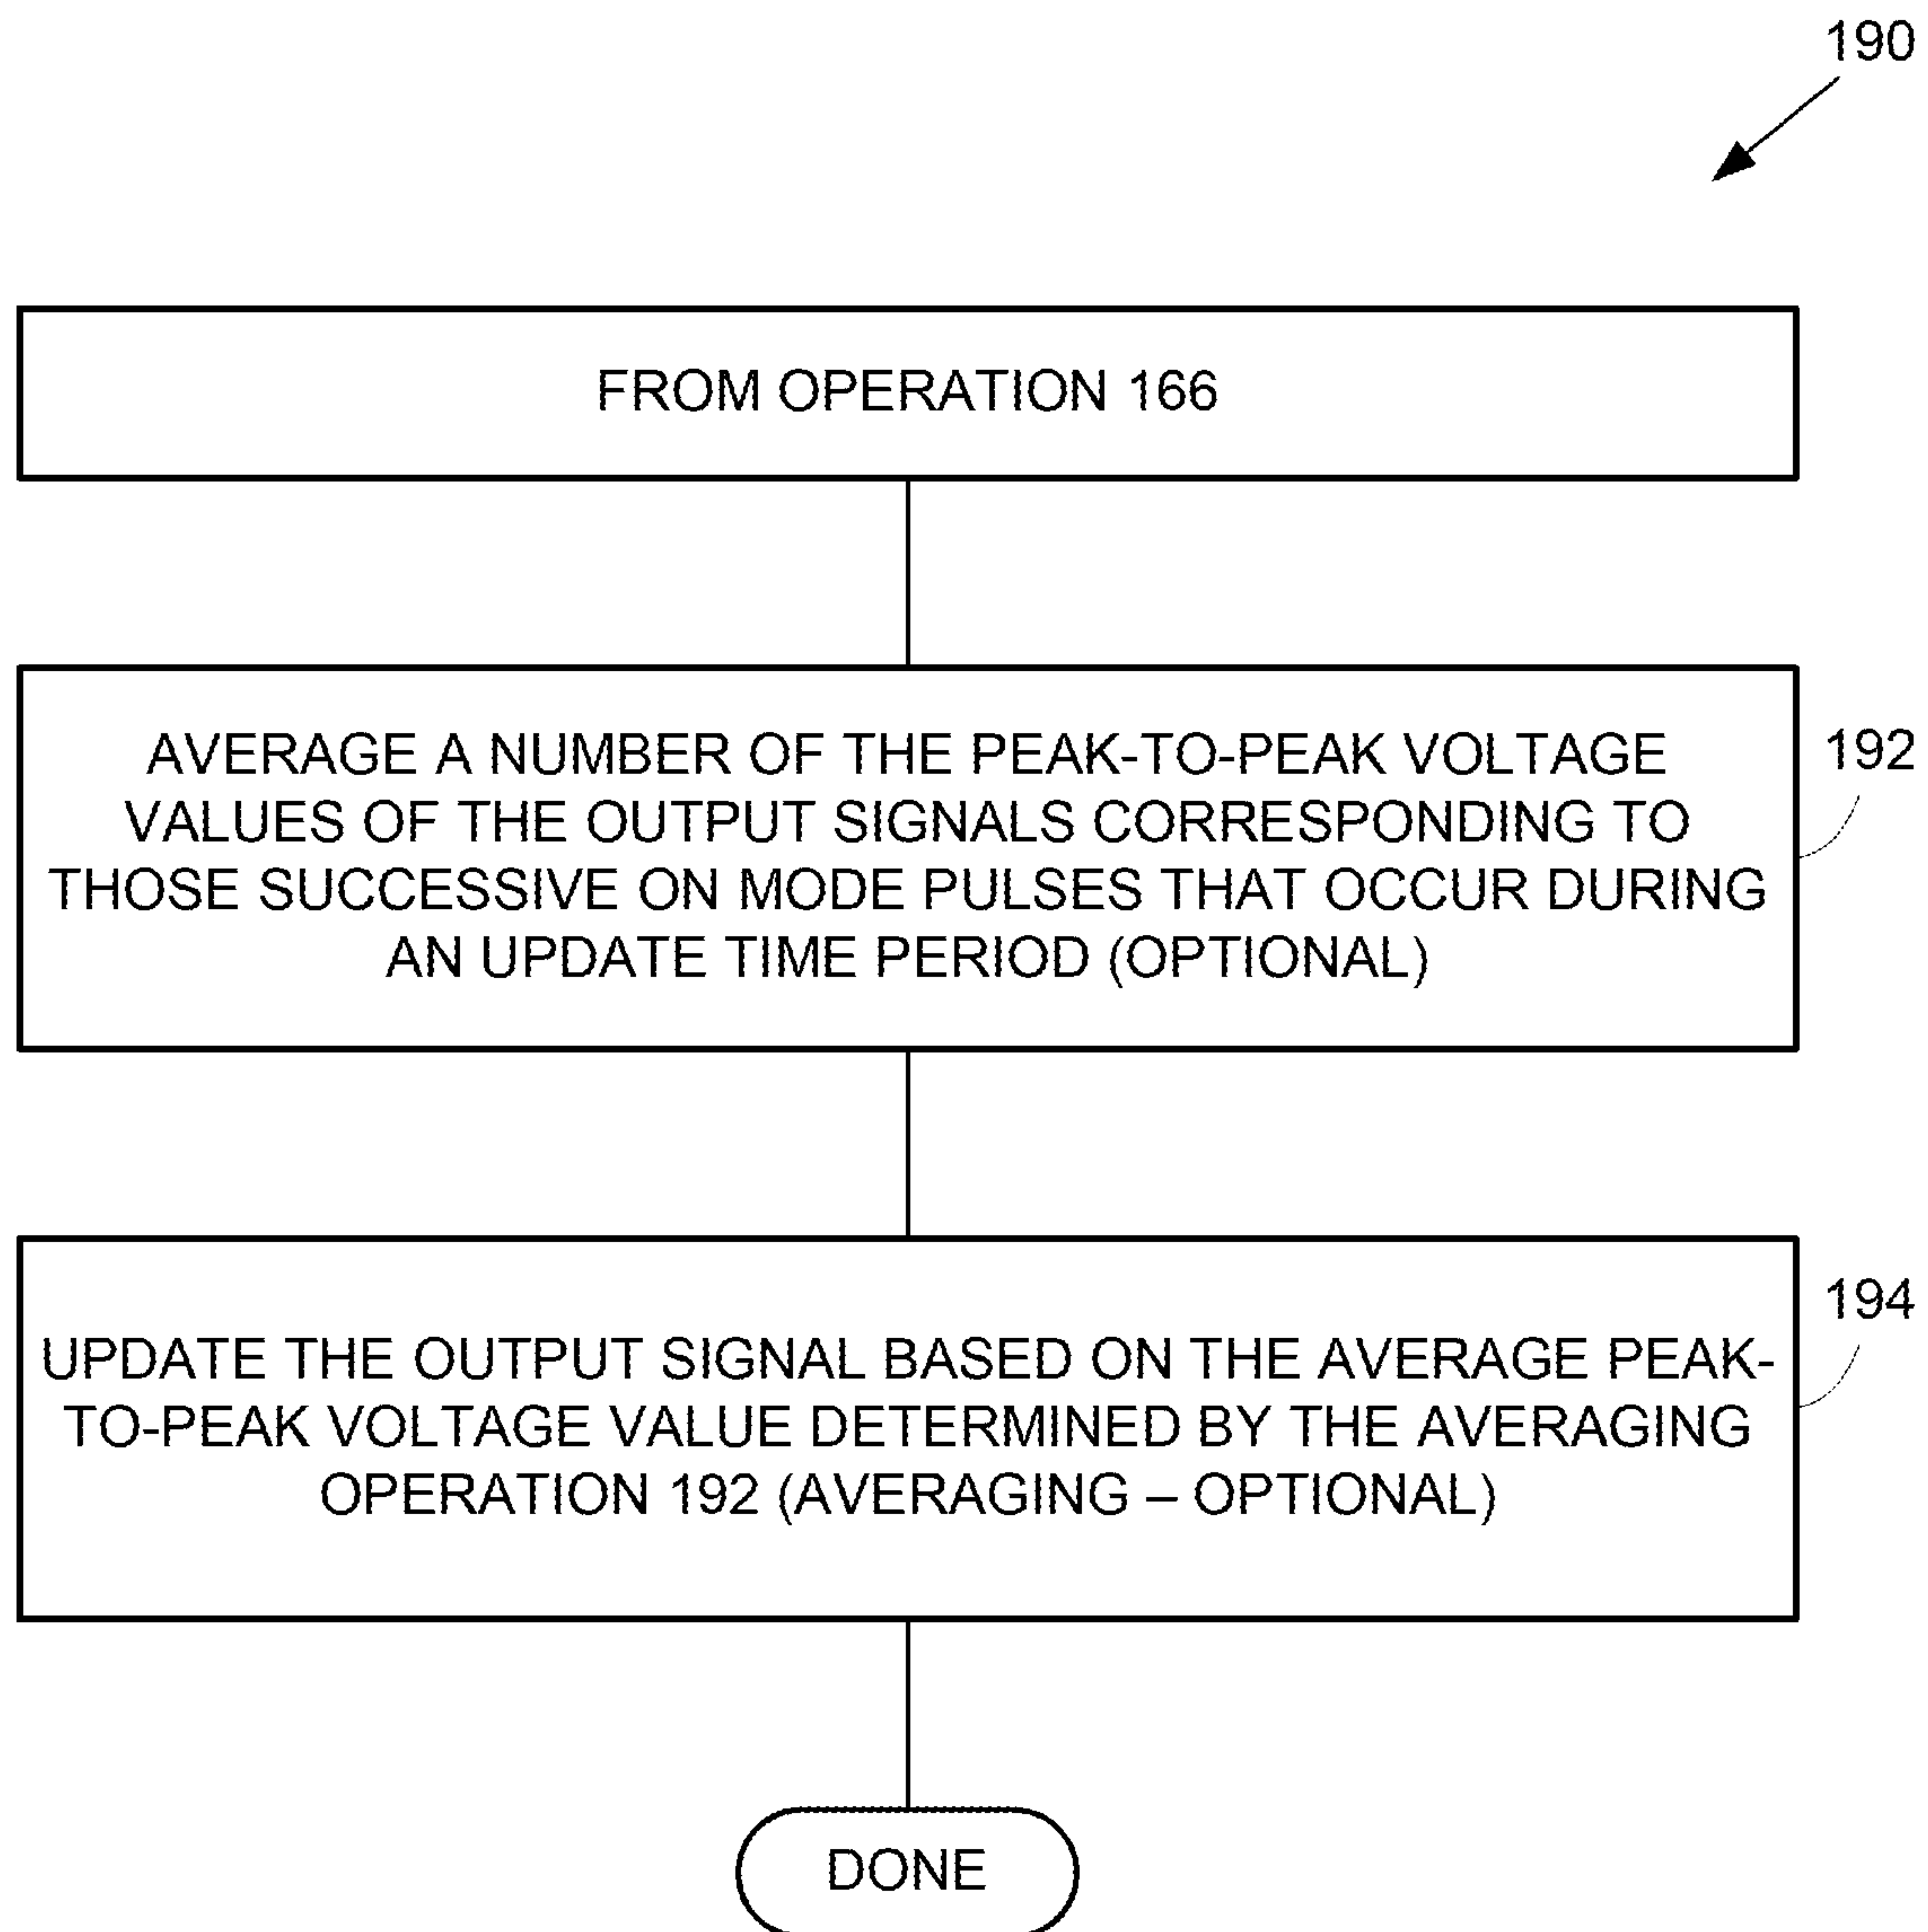 190
FROM OPERATION 166
AVERAGE A NUMBER OF THE PEAK-TO-PEAK VOLTAGE
VALUES OF THE OUTPUT SIGNALS CORRESPONDING TO
THOSE SUCCESSIVE ON MODE PULSES THAT OCCUR DURING
AN UPDATE TIME PERIOD (OPTIONAL)
192
UPDATE THE OUTPUT SIGNAL BASED ON THE AVERAGE PEAK-
TO-PEAK VOLTAGE VALUE DETERMINED BY THE AVERAGING
OPERATION 192 (AVERAGING – OPTIONAL)
194
DONE